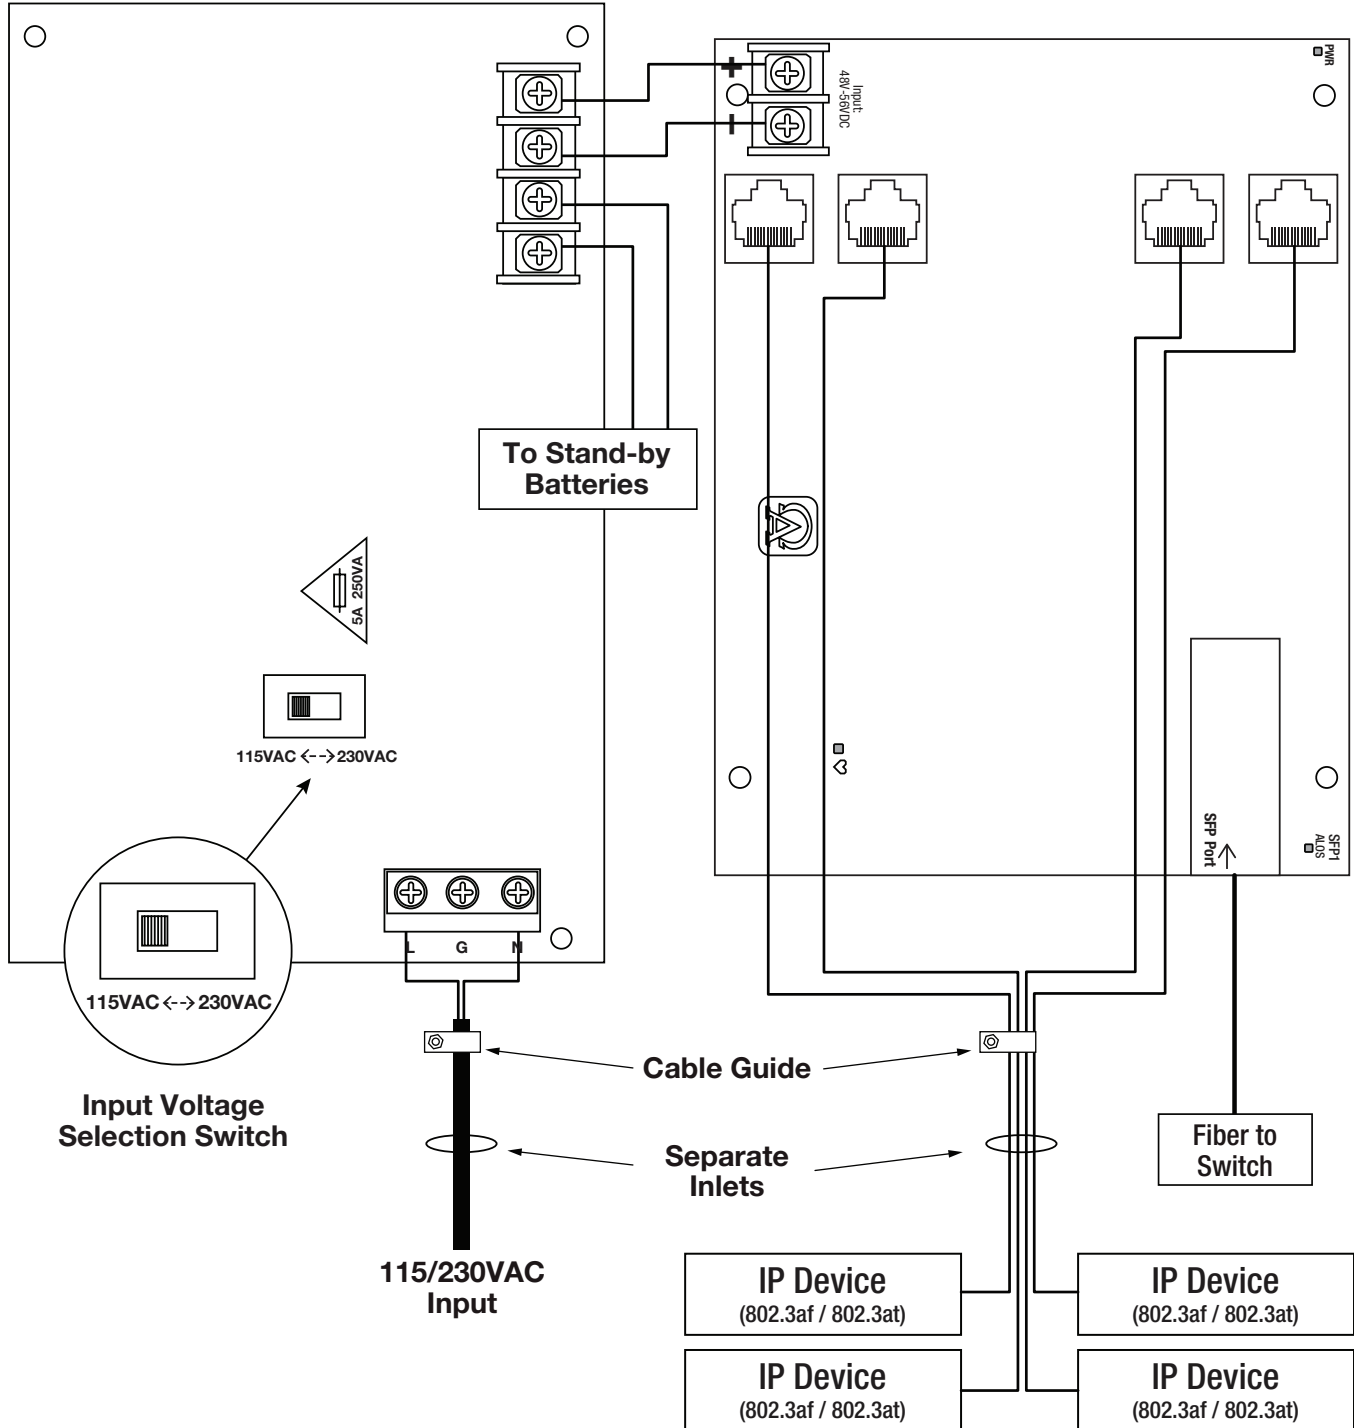 +
–
Input:
48V-56VDC
PWR
To Stand-by
Batteries
5A 250VA
115VAC <--> 230VAC
SFP Port
SFP1
ALOS
L G N
115VAC <--> 230VAC
Input Voltage
Selection Switch
Cable Guide
Separate
Inlets
Fiber to
Switch
115/230VAC
Input
IP Device
(802.3af / 802.3at)
IP Device
(802.3af / 802.3at)
IP Device
(802.3af / 802.3at)
IP Device
(802.3af / 802.3at)